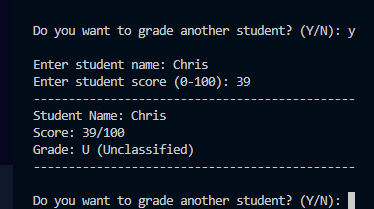 Do you want to grade another student? (Y/N): y
Enter student name: Chris
Enter student score (0-100): 39
----------------------------------------------
Student Name: Chris
Score: 39/100
Grade: U (Unclassified)
----------------------------------------------
Do you want to grade another student? (Y/N):